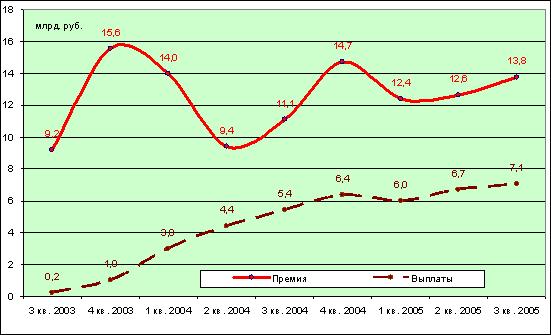 18
млрд. руб.
16
15,6
14,7
14,0
13,8
14
12,4
12,6
12
11,1
10
9,2
9,4
8
7,1
6,4
6,7
6
6,0
5,4
4,4
4
3,0
2
1,0
0,2
Премия
Выплаты
0
3 кв. 2003
4 кв. 2003
1 кв. 2004
2 кв. 2004
3 кв. 2004
4 кв. 2004
1 кв. 2005
2 кв. 2005
3 кв. 2005